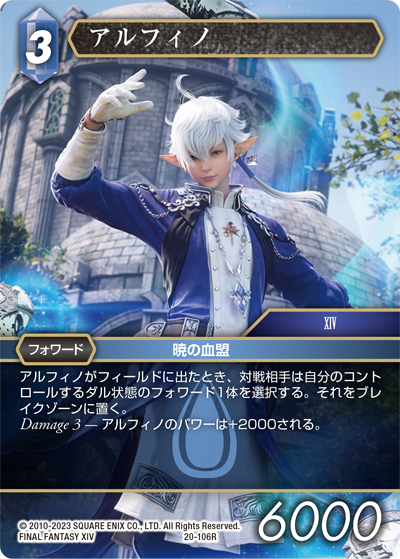 3
アルフィノ
XIV
フォワード
暁の血盟
アルフィノがフィールドに出たとき、対戦相手は自分のコント
ロールするダル状態のフォワード1体を選択する。それをブレ
イクゾーンに置く。
Damage 3 — アルフィノのパワーは+2000される。
© 2010-2023 SQUARE ENIX CO., LTD. All Rights Reserved.
FINAL FANTASY XIV
20-106R
6000